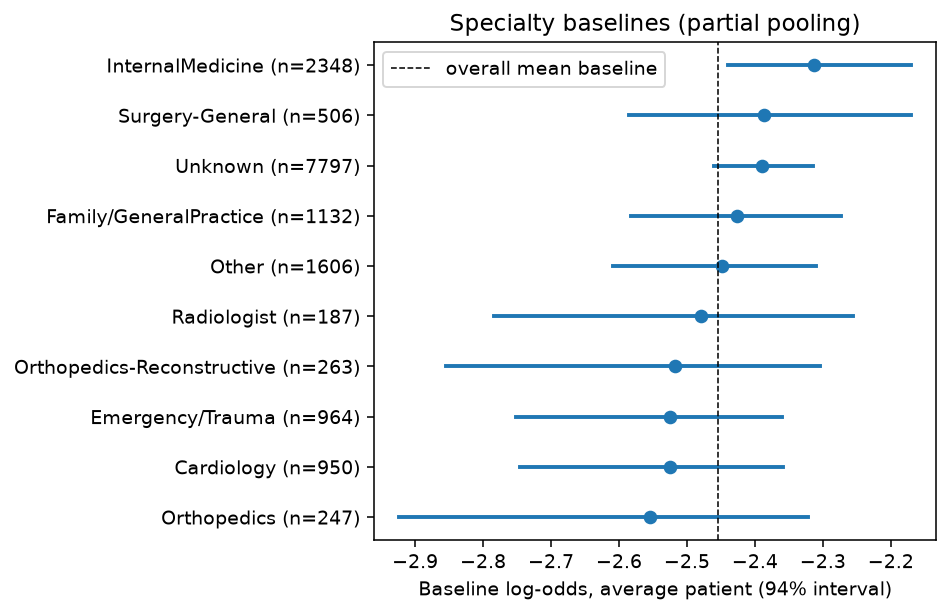 Specialty baselines (partial pooling)
overall mean baseline
InternalMedicine (n=2348)
Surgery-General (n=506)
Unknown (n=7797)
Family/GeneralPractice (n=1132)
Other (n=1606)
Radiologist (n=187)
Orthopedics-Reconstructive (n=263)
Emergency/Trauma (n=964)
Cardiology (n=950)
Orthopedics (n=247)
−2.9 −2.8 −2.7 −2.6 −2.5 −2.4 −2.3 −2.2
Baseline log-odds, average patient (94% interval)